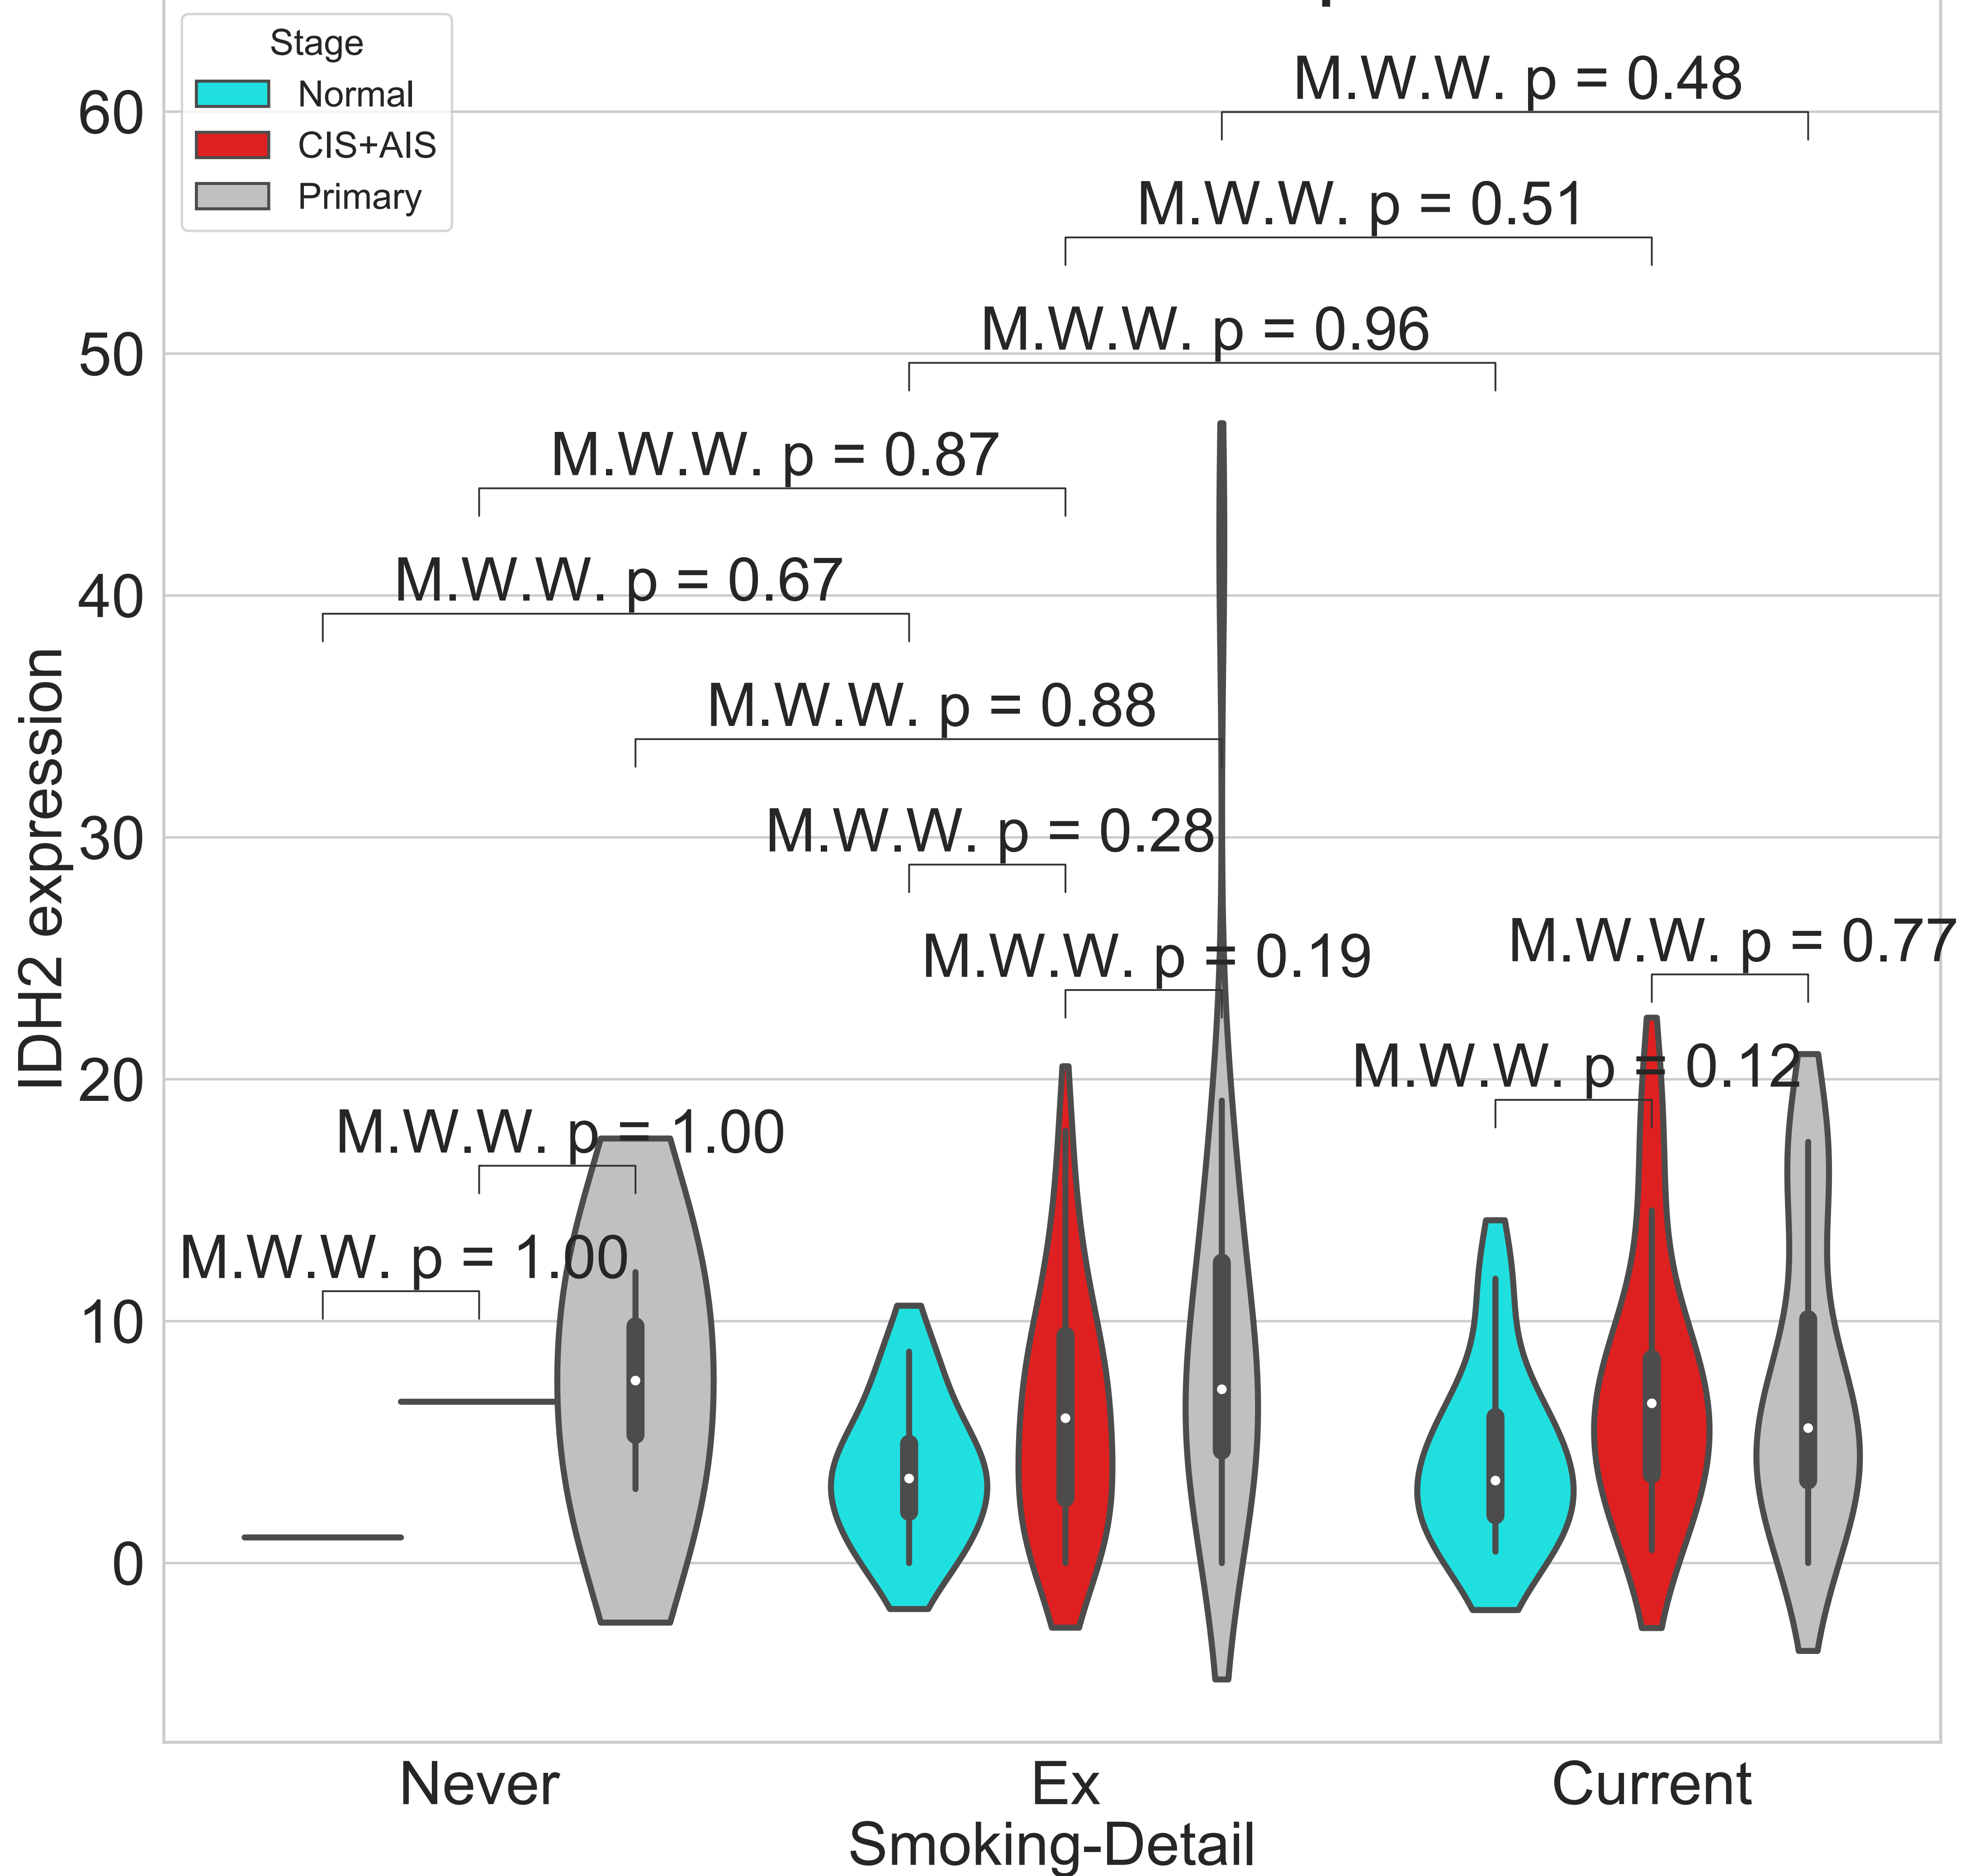 Stage
Normal
CIS+AIS
Primary
M.W.W. p = 0.48
M.W.W. p = 0.51
M.W.W. p = 0.96
M.W.W. p = 0.87
M.W.W. p = 0.67
M.W.W. p = 0.88
M.W.W. p = 0.28
M.W.W. p = 0.19
M.W.W. p = 0.77
M.W.W. p = 0.12
M.W.W. p = 1.00
M.W.W. p = 1.00
60
50
40
30
20
10
0
IDH2 expression
Never
Ex
Current
Smoking-Detail